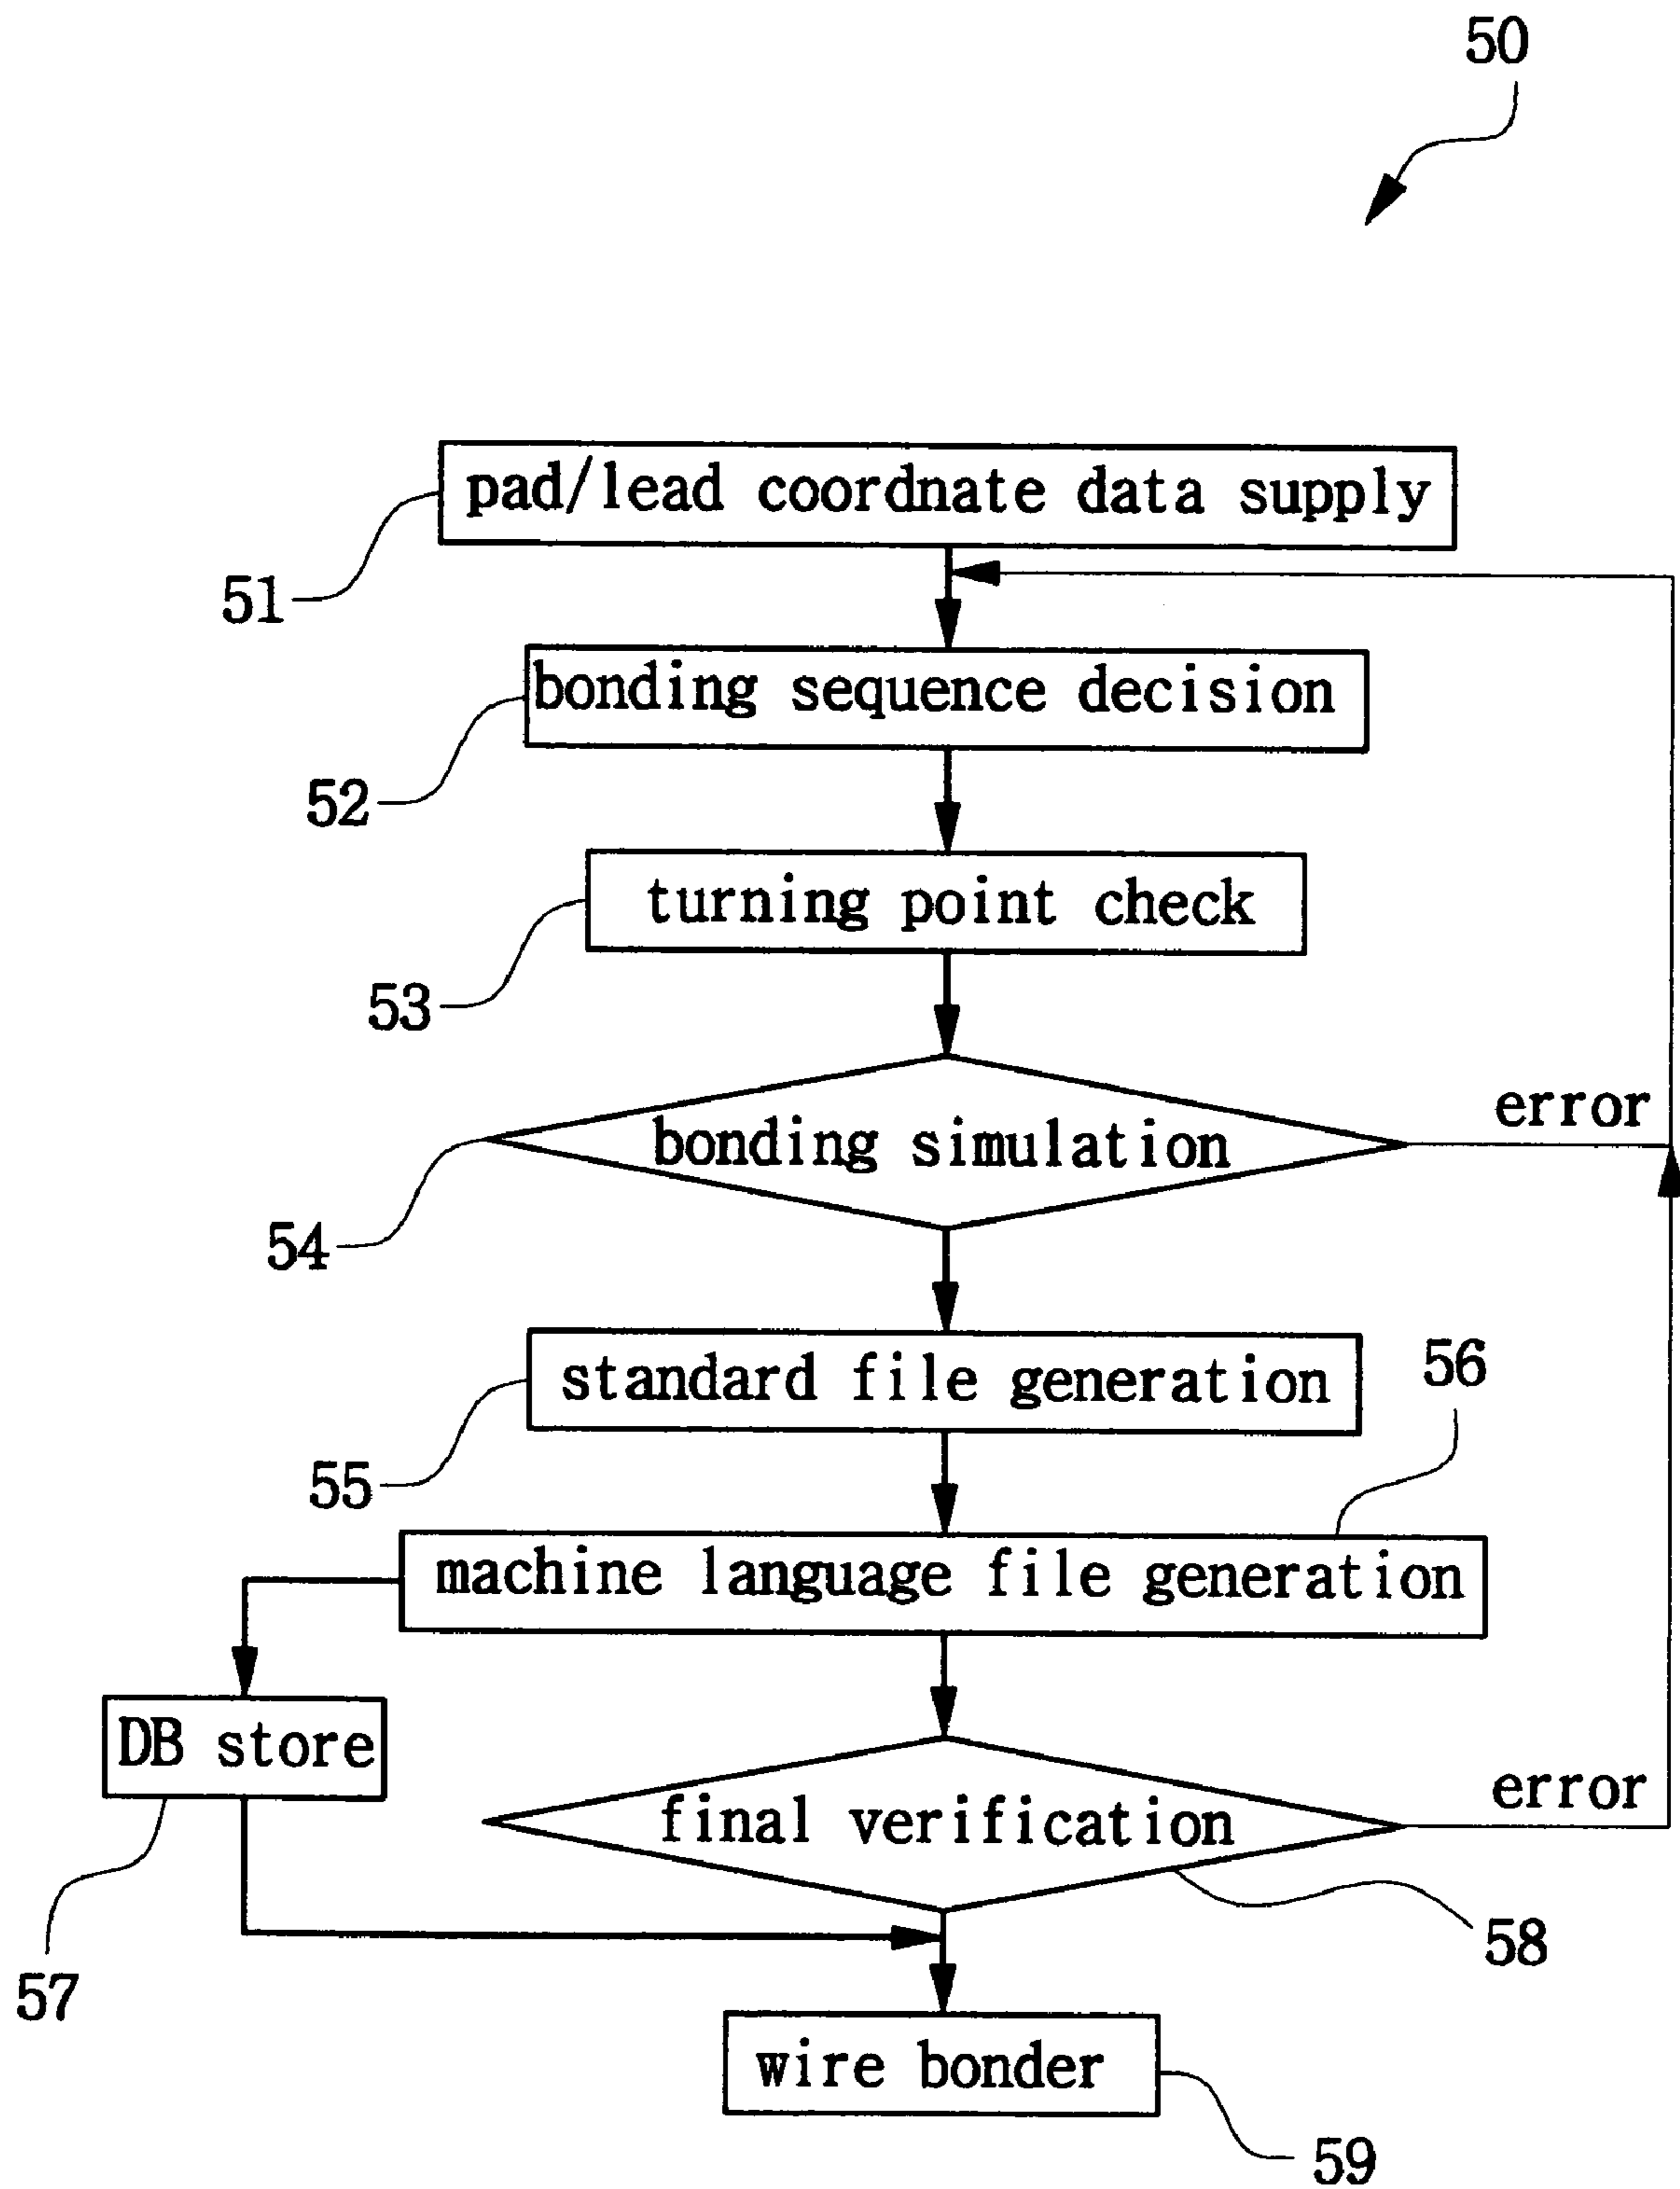 50
pad/lead coordnate data supply
51
bonding sequence decision
52
turning point check
53
bonding simulation
error
54
standard file generation
56
55
machine language file generation
DB store
final verification
error
57
58
wire bonder
59